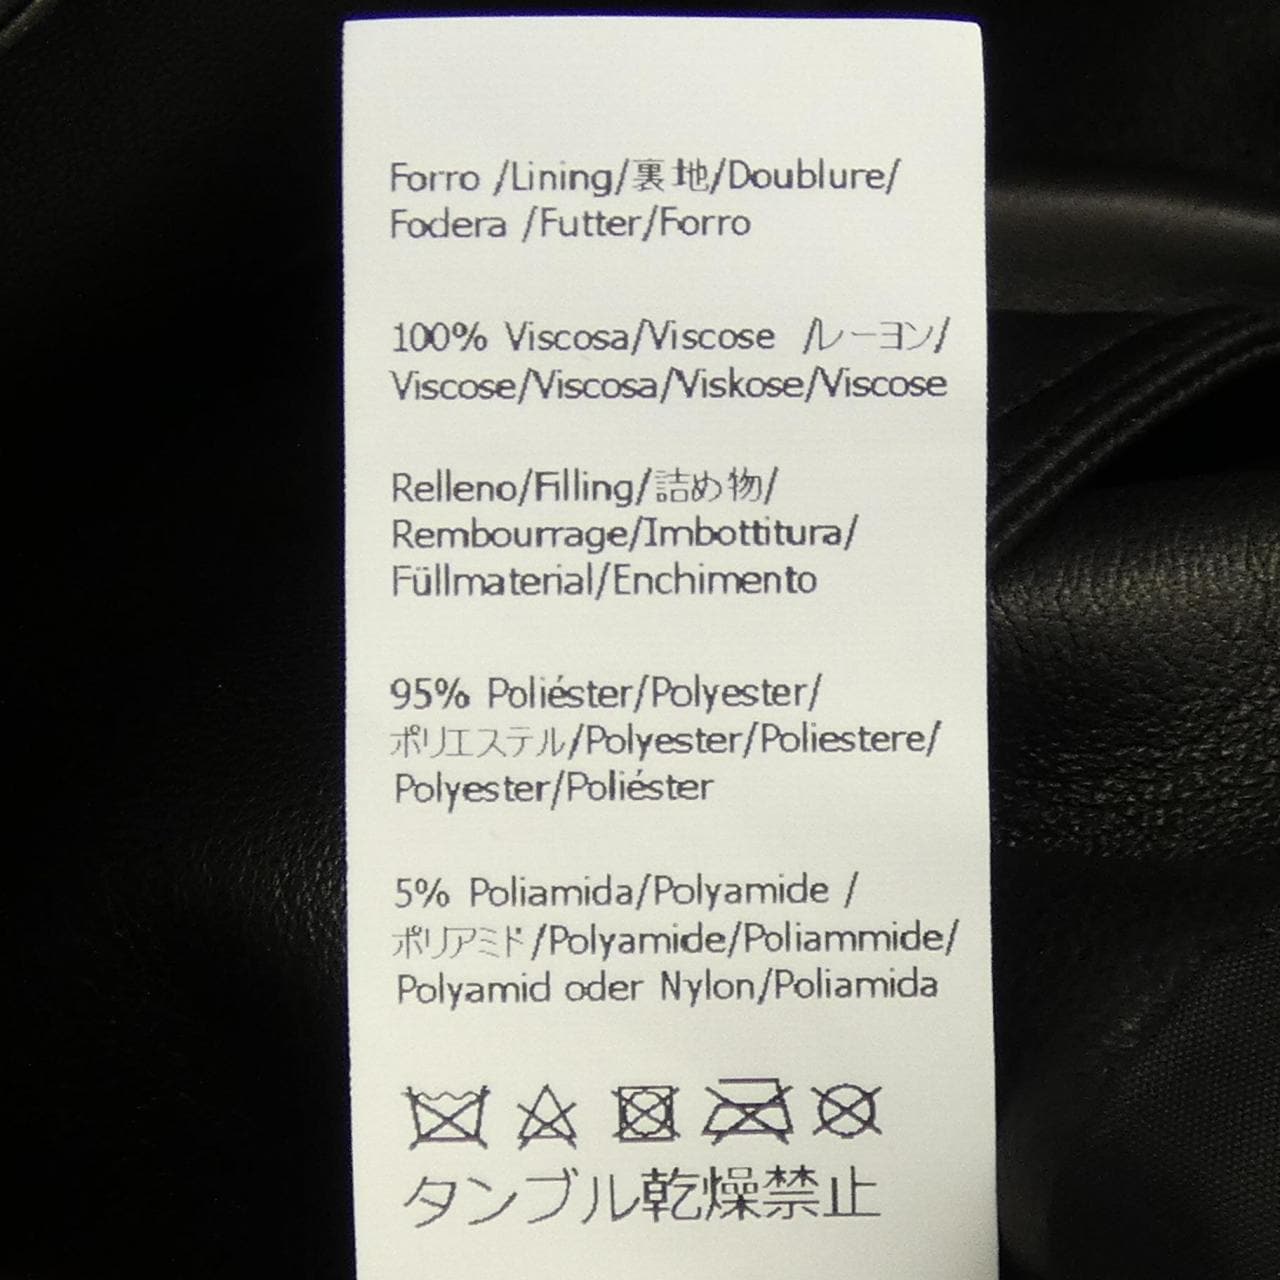 Forro /Lining/裏地/Doublure/
Fodera /Futter/Forro
100% Viscosa/Viscose /レーヨン/
Viscose/Viscosa/Viskose/Viscose
Relleno/Filling/詰め物/
Rembourrage/Imbottitura/
Füllmaterial/Enchimento
95% Poliéster/Polyester/
ポリエステル/Polyester/Poliestere/
Polyester/Poliéster
5% Poliamida/Polyamide /
ポリアミド/Polyamide/Poliammide/
Polyamid oder Nylon/Poliamida
タンブル乾燥禁止